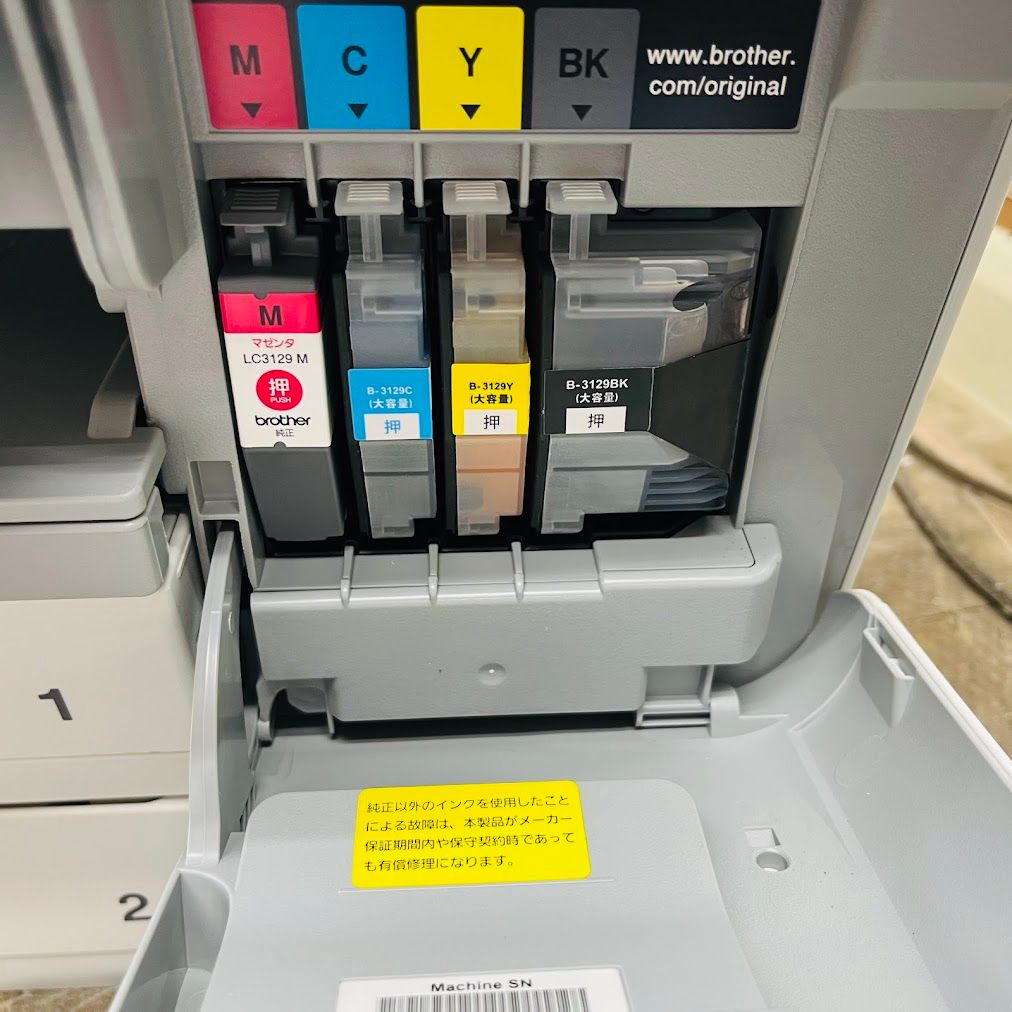 M
C
Y
BK
www.brother.
com/original
M
マゼンタ
LC3129 M
押
PUSH
brother
純正
B-3129C
(大容量)
押
B-3129Y
(大容量)
押
B-3129BK
(大容量)
押
1
2
純正以外のインクを使用したこと
による故障は、本製品がメーカー
保証期間内や保守契約時であって
も有償修理になります。
Machine SN